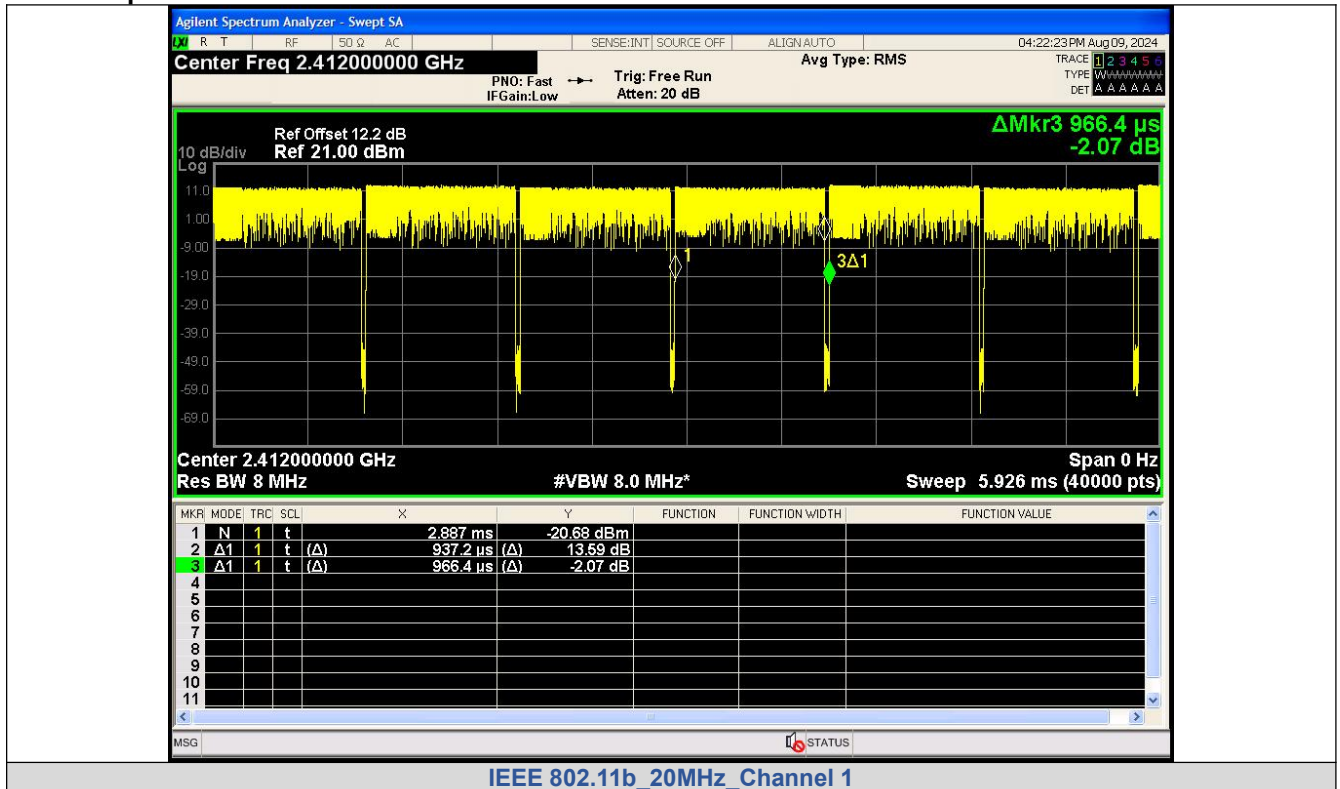 Agilent Spectrum Analyzer - Swept SA
LXI R T RF 50 Ω AC SENSE:INT SOURCE OFF ALIGN AUTO 04:22:23 PM Aug 09, 2024
Center Freq 2.412000000 GHz Avg Type: RMS TRACE 1 2 3 4 5 6
PNO: Fast Trig: Free Run TYPE
IFGain:Low Atten: 20 dB DET A A A A A A
ΔMkr3 966.4 µs
Ref Offset 12.2 dB
10 dB/div Ref 21.00 dBm -2.07 dB
Log
11.0
1.00
-9.00
1
3Δ1
-19.0
-29.0
-39.0
-49.0
-59.0
-69.0
Center 2.412000000 GHz Span 0 Hz
Res BW 8 MHz #VBW 8.0 MHz* Sweep 5.926 ms (40000 pts)
MKR MODE TRC SCL X Y FUNCTION FUNCTION WIDTH FUNCTION VALUE
1 N 1 t 2.887 ms -20.68 dBm
2 Δ1 1 t (Δ) 937.2 µs (Δ) 13.59 dB
3 Δ1 1 t (Δ) 966.4 µs (Δ) -2.07 dB
4
5
6
7
8
9
10
11
MSG STATUS
IEEE 802.11b_20MHz_Channel 1